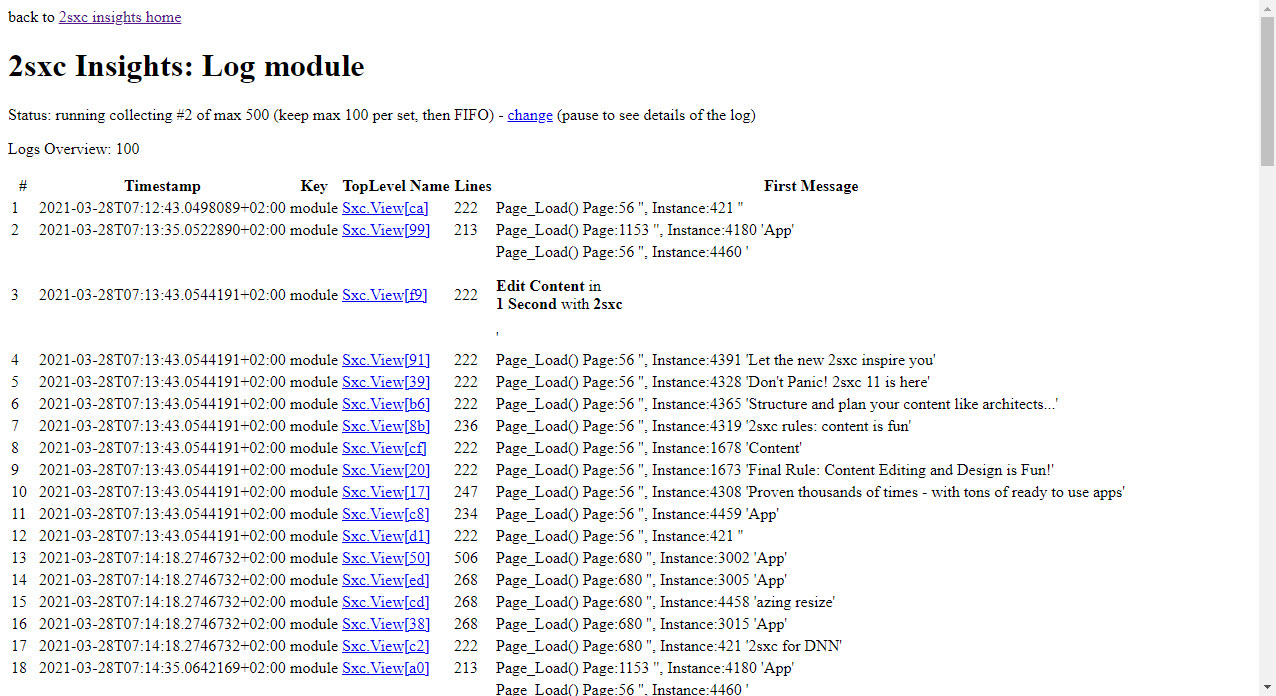 back to 2sxc insights home
2sxc Insights: Log module
Status: running collecting #2 of max 500 (keep max 100 per set, then FIFO) - change (pause to see details of the log)
Logs Overview: 100
# Timestamp Key TopLevel Name Lines First Message
1 2021-03-28T07:12:43.0498089+02:00 module Sxc.View[ca] 222 Page_Load() Page:56 '', Instance:421 ''
2 2021-03-28T07:13:35.0522890+02:00 module Sxc.View[99] 213 Page_Load() Page:1153 '', Instance:4180 'App'
Page_Load() Page:56 '', Instance:4460 '
Edit Content in
3 2021-03-28T07:13:43.0544191+02:00 module Sxc.View[f9] 222
1 Second with 2sxc
'
4 2021-03-28T07:13:43.0544191+02:00 module Sxc.View[91] 222 Page_Load() Page:56 '', Instance:4391 'Let the new 2sxc inspire you'
5 2021-03-28T07:13:43.0544191+02:00 module Sxc.View[39] 222 Page_Load() Page:56 '', Instance:4328 'Don't Panic! 2sxc 11 is here'
6 2021-03-28T07:13:43.0544191+02:00 module Sxc.View[b6] 222 Page_Load() Page:56 '', Instance:4365 'Structure and plan your content like architects...'
7 2021-03-28T07:13:43.0544191+02:00 module Sxc.View[8b] 236 Page_Load() Page:56 '', Instance:4319 '2sxc rules: content is fun'
8 2021-03-28T07:13:43.0544191+02:00 module Sxc.View[cf] 222 Page_Load() Page:56 '', Instance:1678 'Content'
9 2021-03-28T07:13:43.0544191+02:00 module Sxc.View[20] 222 Page_Load() Page:56 '', Instance:1673 'Final Rule: Content Editing and Design is Fun!'
10 2021-03-28T07:13:43.0544191+02:00 module Sxc.View[17] 247 Page_Load() Page:56 '', Instance:4308 'Proven thousands of times - with tons of ready to use apps'
11 2021-03-28T07:13:43.0544191+02:00 module Sxc.View[c8] 234 Page_Load() Page:56 '', Instance:4459 'App'
12 2021-03-28T07:13:43.0544191+02:00 module Sxc.View[d1] 222 Page_Load() Page:56 '', Instance:421 ''
13 2021-03-28T07:14:18.2746732+02:00 module Sxc.View[50] 506 Page_Load() Page:680 '', Instance:3002 'App'
14 2021-03-28T07:14:18.2746732+02:00 module Sxc.View[ed] 268 Page_Load() Page:680 '', Instance:3005 'App'
15 2021-03-28T07:14:18.2746732+02:00 module Sxc.View[cd] 268 Page_Load() Page:680 '', Instance:4458 'azing resize'
16 2021-03-28T07:14:18.2746732+02:00 module Sxc.View[38] 268 Page_Load() Page:680 '', Instance:3015 'App'
17 2021-03-28T07:14:18.2746732+02:00 module Sxc.View[c2] 222 Page_Load() Page:680 '', Instance:421 '2sxc for DNN'
18 2021-03-28T07:14:35.0642169+02:00 module Sxc.View[a0] 213 Page_Load() Page:1153 '', Instance:4180 'App'
Page_Load() Page:56 '', Instance:4460 '